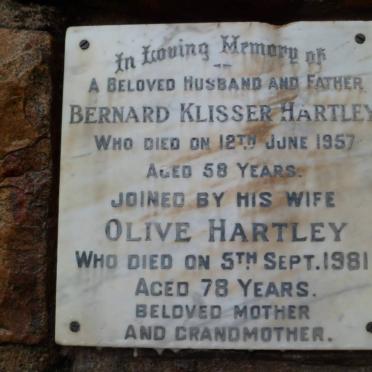 In Loving Memory of
A BELOVED HUSBAND AND FATHER
BERNARD KLISSER HARTLEY
WHO DIED ON 12TH JUNE 1957
AGED 58 YEARS.
JOINED BY HIS WIFE
OLIVE HARTLEY
WHO DIED ON 5TH SEPT. 1981
AGED 78 YEARS.
BELOVED MOTHER
AND GRANDMOTHER.